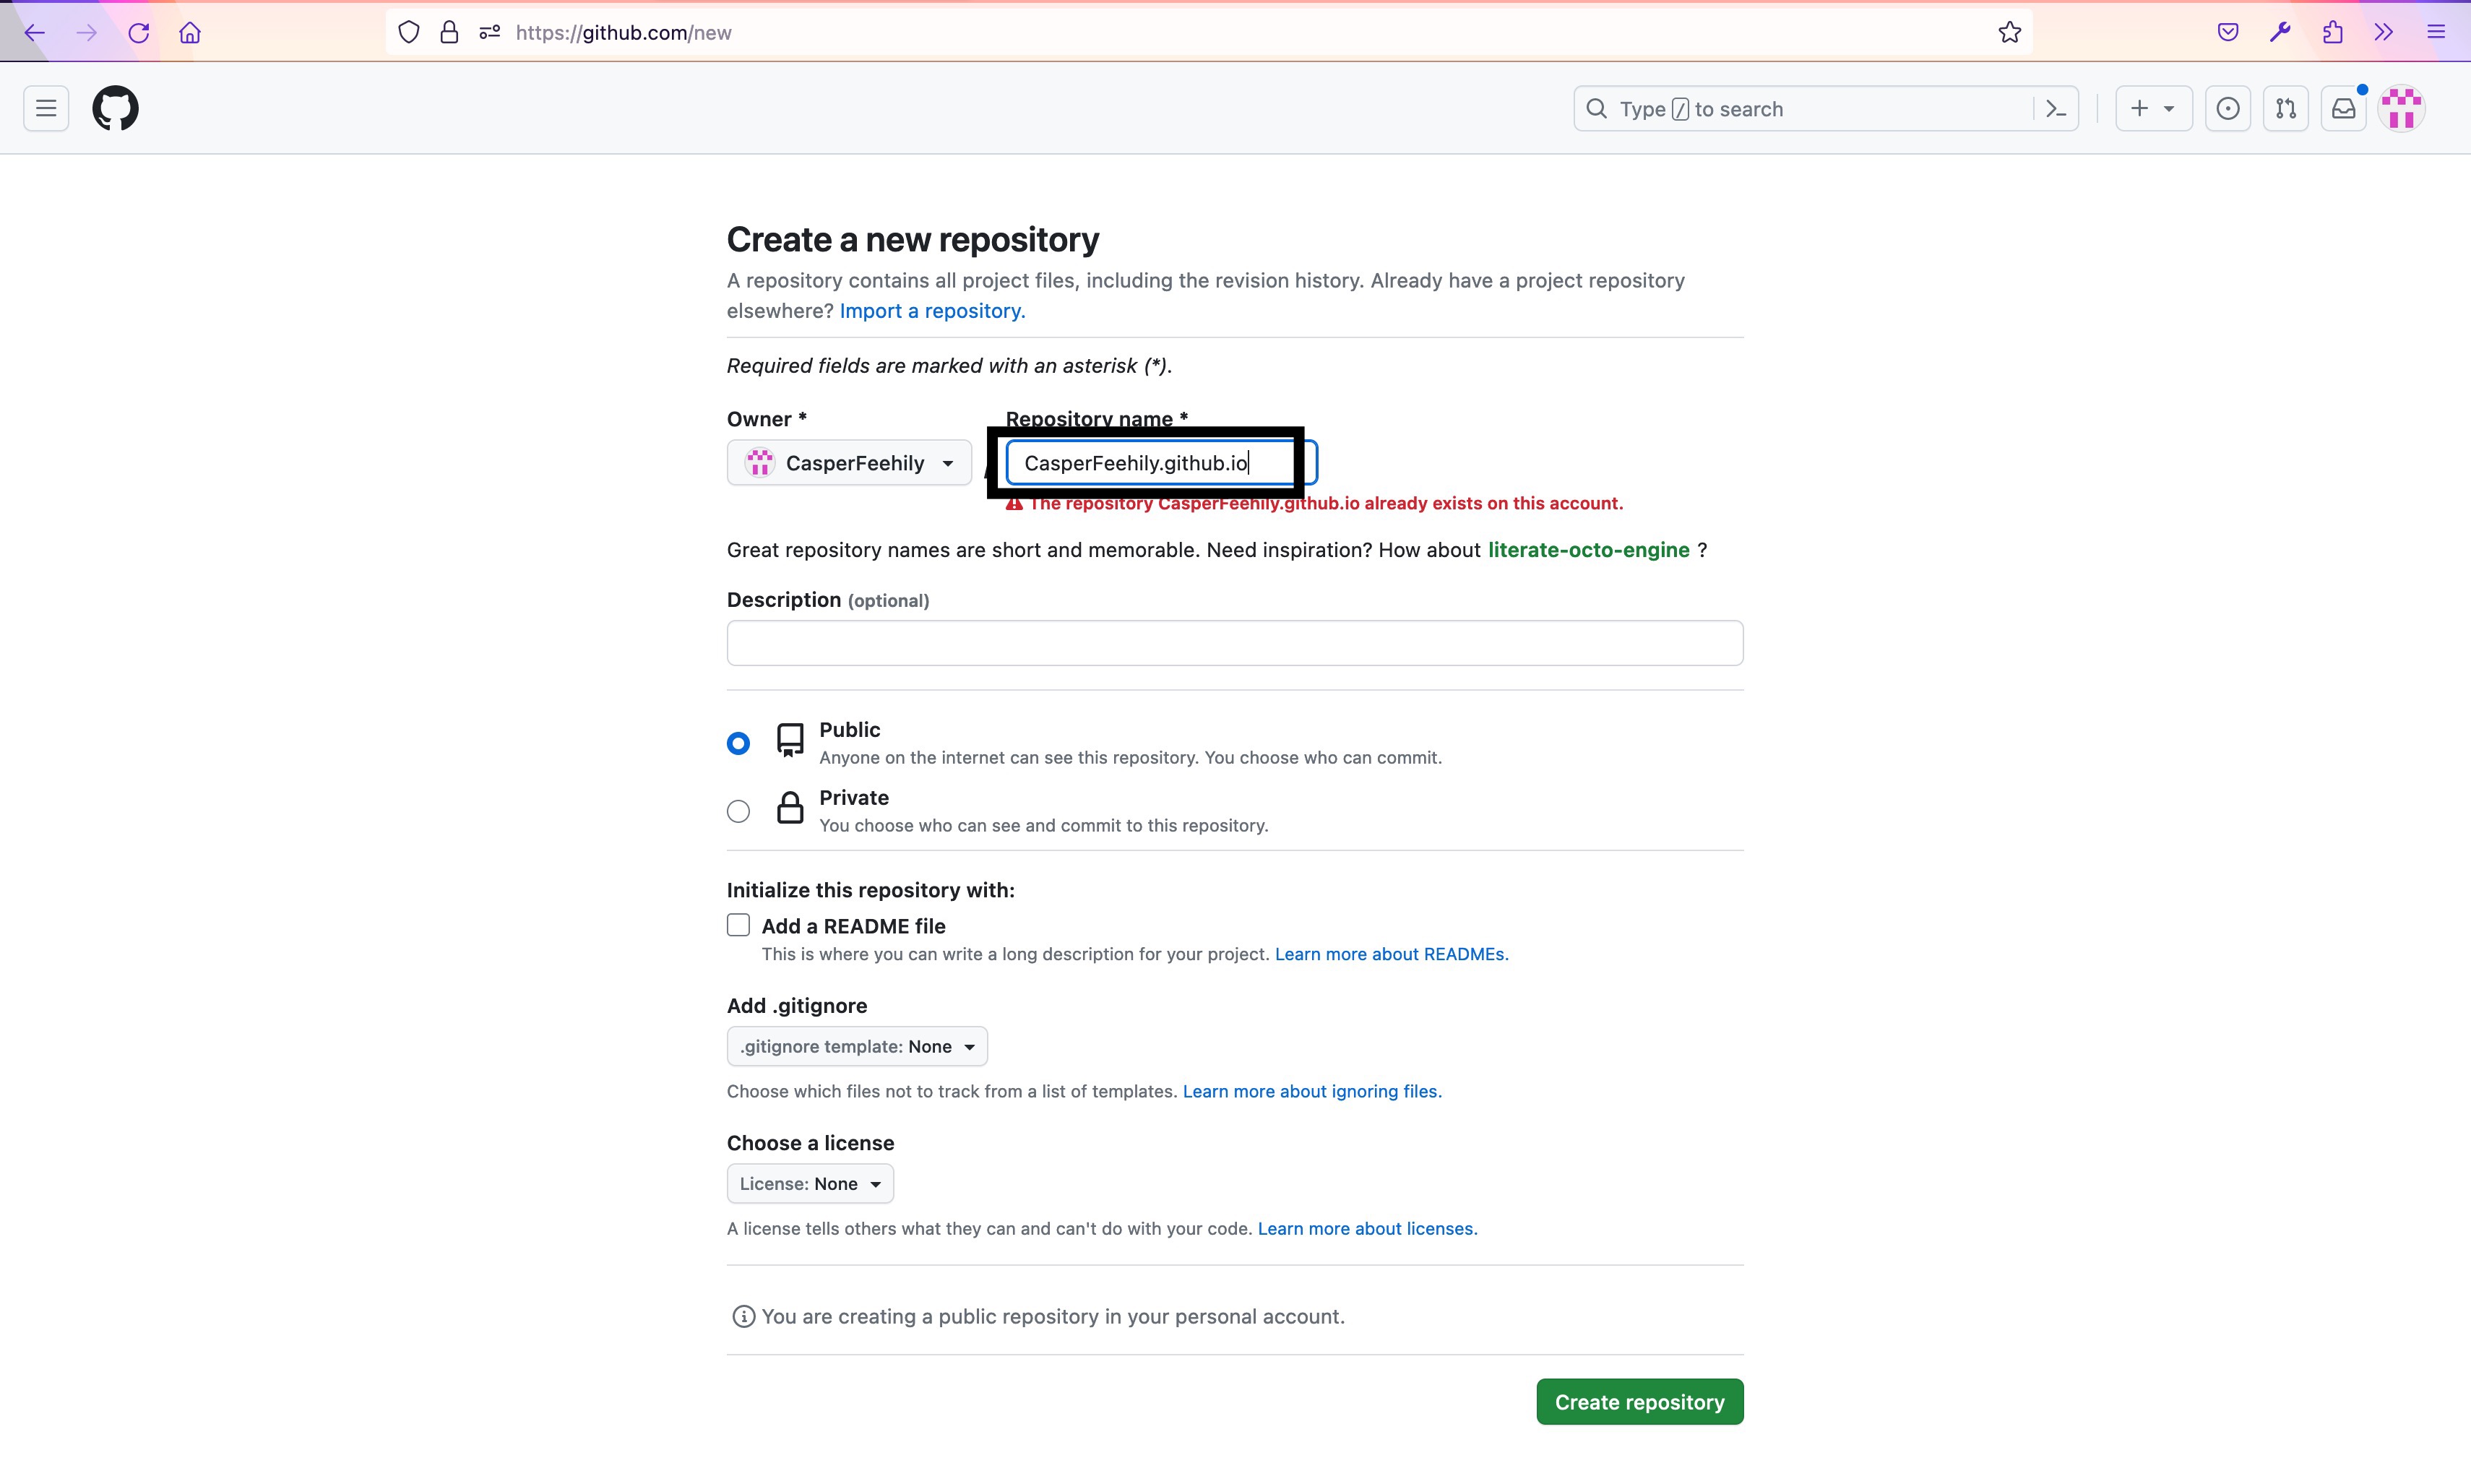 https://github.com/new
Type / to search
Create a new repository
A repository contains all project files, including the revision history. Already have a project repository
elsewhere? Import a repository.
Required fields are marked with an asterisk (*).
Owner *
Repository name *
CasperFeehily
/
CasperFeehily.github.io
The repository CasperFeehily.github.io already exists on this account.
Great repository names are short and memorable. Need inspiration? How about literate-octo-engine ?
Description (optional)
Public
Anyone on the internet can see this repository. You choose who can commit.
Private
You choose who can see and commit to this repository.
Initialize this repository with:
Add a README file
This is where you can write a long description for your project. Learn more about READMEs.
Add .gitignore
.gitignore template: None
Choose which files not to track from a list of templates. Learn more about ignoring files.
Choose a license
License: None
A license tells others what they can and can't do with your code. Learn more about licenses.
You are creating a public repository in your personal account.
Create repository